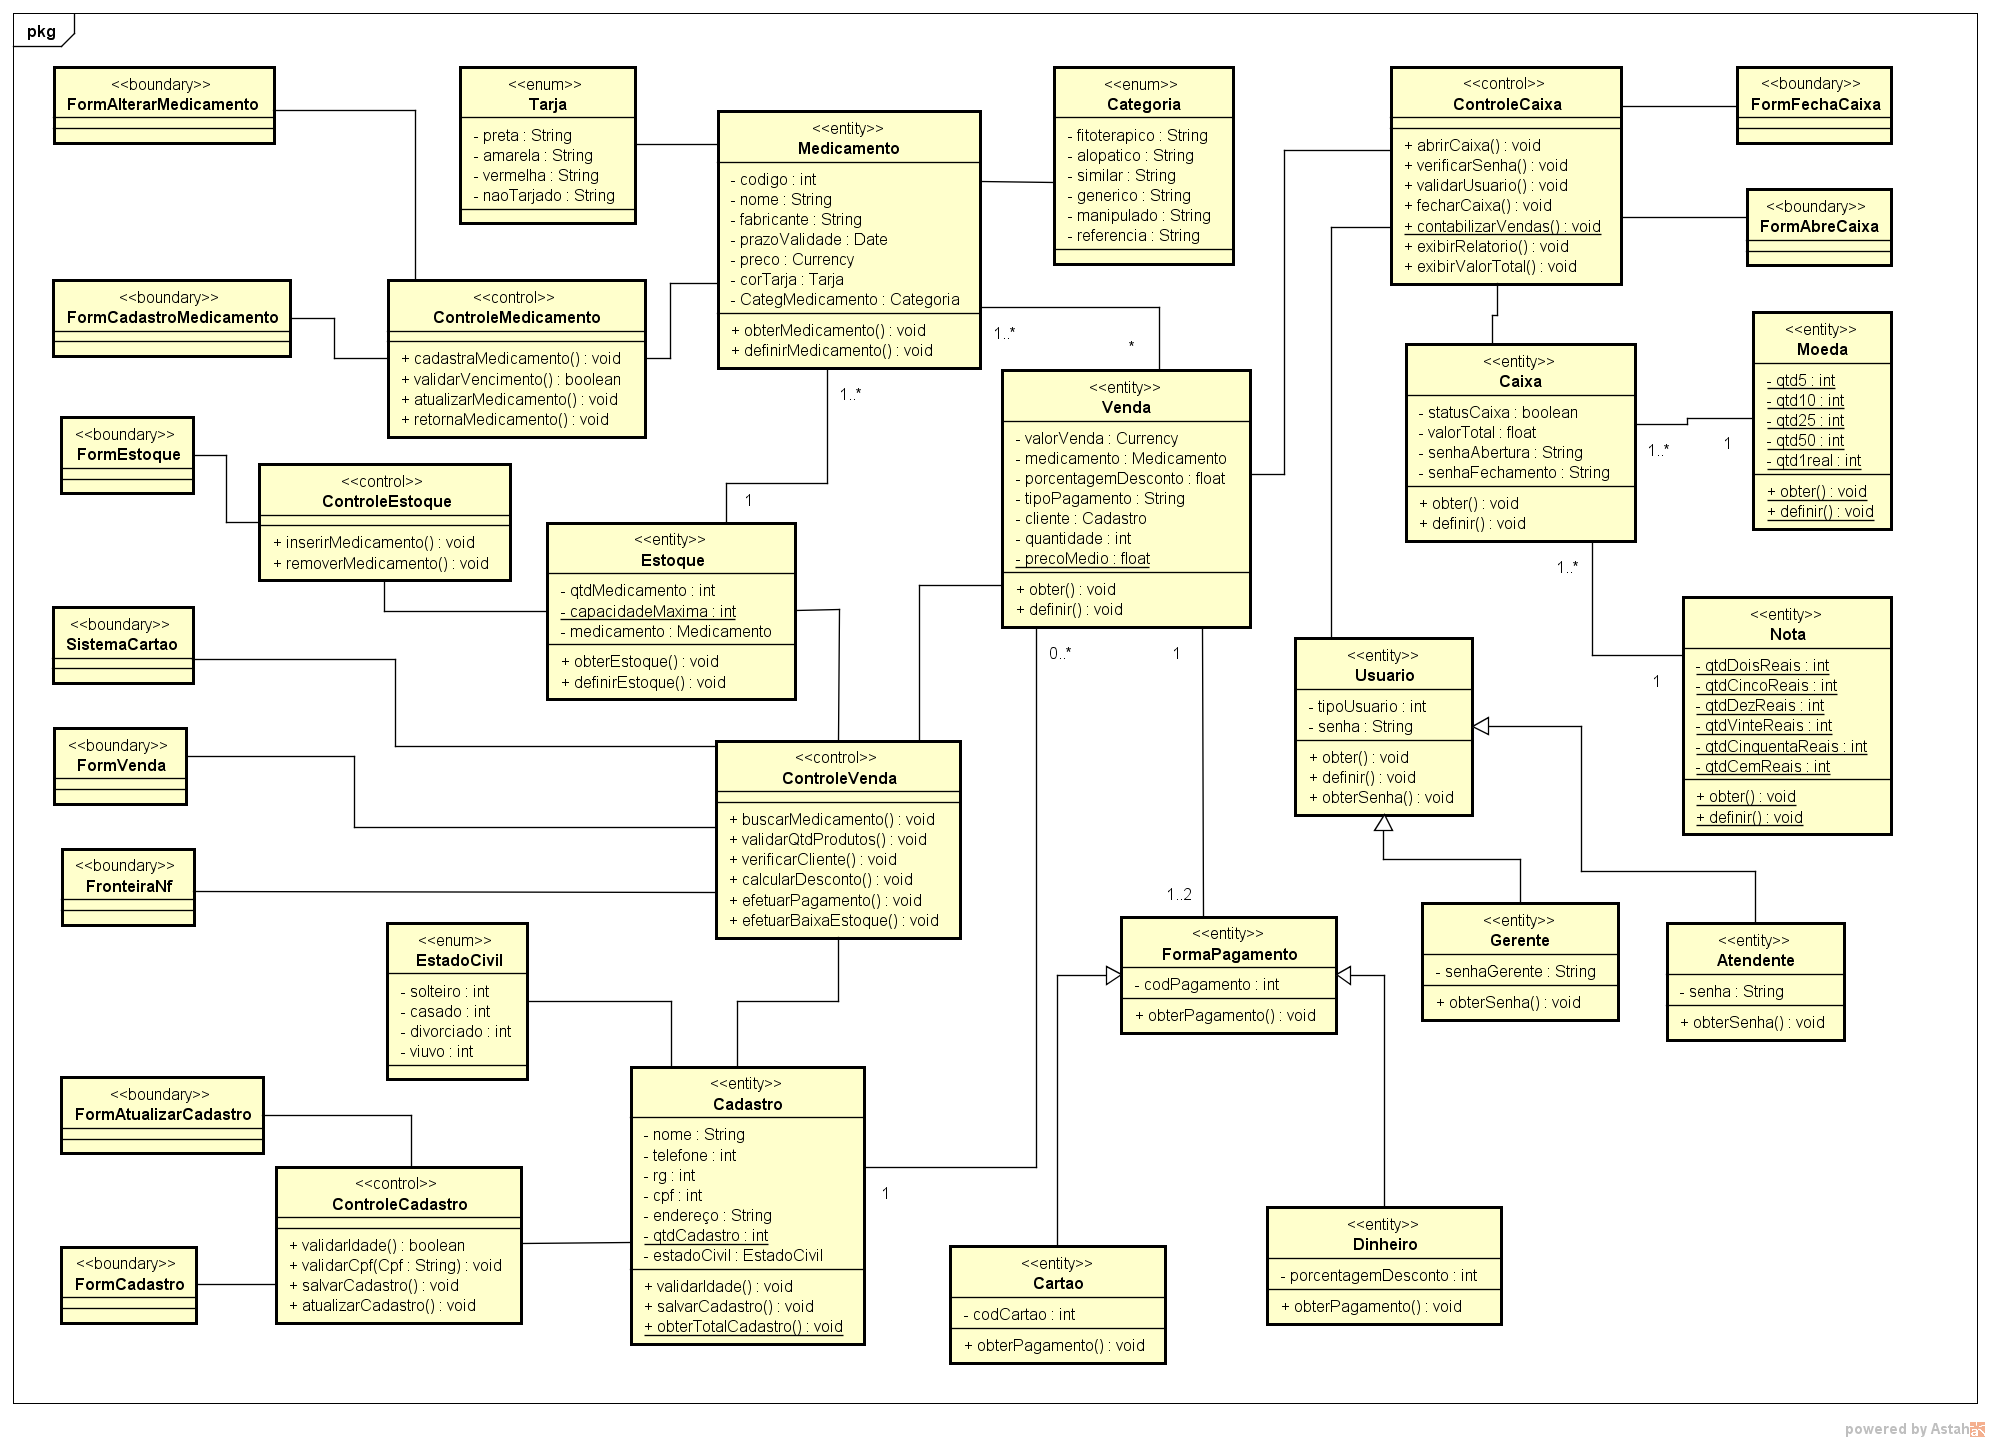 pkg
<<boundary>>
FormAlterarMedicamento
<<enum>>
Tarja
- preta : String
- amarela : String
- vermelha : String
- naoTarjado : String
<<entity>>
Medicamento
- codigo : int
- nome : String
- fabricante : String
- prazoValidade : Date
- preco : Currency
- corTarja : Tarja
- CategMedicamento : Categoria
+ obterMedicamento() : void
+ definirMedicamento() : void
<<enum>>
Categoria
- fitoterapico : String
- alopatico : String
- similar : String
- generico : String
- manipulado : String
- referencia : String
<<control>>
ControleCaixa
+ abrirCaixa() : void
+ verificarSenha() : void
+ validarUsuario() : void
+ fecharCaixa() : void
+ contabilizarVendas() : void
+ exibirRelatorio() : void
+ exibirValorTotal() : void
<<boundary>>
FormFechaCaixa
<<boundary>>
FormAbreCaixa
<<boundary>>
FormCadastroMedicamento
<<control>>
ControleMedicamento
+ cadastraMedicamento() : void
+ validarVencimento() : boolean
+ atualizarMedicamento() : void
+ retornaMedicamento() : void
1..*
*
1..*
1
<<entity>>
Venda
- valorVenda : Currency
- medicamento : Medicamento
- porcentagemDesconto : float
- tipoPagamento : String
- cliente : Cadastro
- quantidade : int
- precoMedio : float
+ obter() : void
+ definir() : void
<<entity>>
Caixa
- statusCaixa : boolean
- valorTotal : float
- senhaAbertura : String
- senhaFechamento : String
+ obter() : void
+ definir() : void
1..*
1
<<entity>>
Moeda
- qtd5 : int
- qtd10 : int
- qtd25 : int
- qtd50 : int
- qtd1real : int
+ obter() : void
+ definir() : void
1..*
1
<<boundary>>
FormEstoque
<<control>>
ControleEstoque
+ inserirMedicamento() : void
+ removerMedicamento() : void
<<entity>>
Estoque
- qtdMedicamento : int
- capacidadeMaxima : int
- medicamento : Medicamento
+ obterEstoque() : void
+ definirEstoque() : void
<<entity>>
Nota
- qtdDoisReais : int
- qtdCincoReais : int
- qtdDezReais : int
- qtdVinteReais : int
- qtdCinquentaReais : int
- qtdCemReais : int
+ obter() : void
+ definir() : void
<<boundary>>
SistemaCartao
0..*
1
<<entity>>
Usuario
- tipoUsuario : int
- senha : String
+ obter() : void
+ definir() : void
+ obterSenha() : void
<<boundary>>
FormVenda
<<control>>
ControleVenda
+ buscarMedicamento() : void
+ validarQtdProdutos() : void
+ verificarCliente() : void
+ calcularDesconto() : void
+ efetuarPagamento() : void
+ efetuarBaixaEstoque() : void
<<boundary>>
FronteiraNf
1..2
<<entity>>
FormaPagamento
- codPagamento : int
+ obterPagamento() : void
<<entity>>
Gerente
- senhaGerente : String
+ obterSenha() : void
<<entity>>
Atendente
- senha : String
+ obterSenha() : void
<<enum>>
EstadoCivil
- solteiro : int
- casado : int
- divorciado : int
- viuvo : int
<<boundary>>
FormAtualizarCadastro
<<entity>>
Cadastro
- nome : String
- telefone : int
- rg : int
- cpf : int
- endereço : String
- qtdCadastro : int
- estadoCivil : EstadoCivil
+ validarIdade() : void
+ salvarCadastro() : void
+ obterTotalCadastro() : void
1
<<control>>
ControleCadastro
+ validarIdade() : boolean
+ validarCpf(Cpf : String) : void
+ salvarCadastro() : void
+ atualizarCadastro() : void
<<boundary>>
FormCadastro
<<entity>>
Cartao
- codCartao : int
+ obterPagamento() : void
<<entity>>
Dinheiro
- porcentagemDesconto : int
+ obterPagamento() : void
powered by Astah